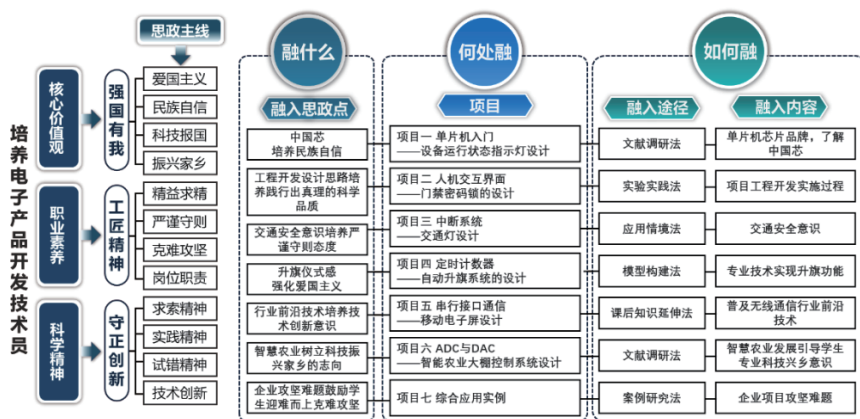 培养电子产品开发技术员
思政主线
核心价值观
强国有我
爱国主义
民族自信
科技报国
振兴家乡
职业素养
工匠精神
精益求精
严谨守则
克难攻坚
岗位职责
科学精神
守正创新
求索精神
实践精神
试错精神
技术创新
融什么
何处融
如何融
融入思政点
项目
融入途径
融入内容
中国芯
培养民族自信
项目一 单片机入门
——设备运行状态指示灯设计
文献调研法
单片机芯片品牌，了解
中国芯
工程开发设计思路培
养践行出真理的科学
品质
项目二 人机交互界面
——门禁密码锁的设计
实验实践法
项目工程开发实施过程
交通安全意识培养严
谨守则态度
项目三 中断系统
——交通灯设计
应用情境法
交通安全意识
升旗仪式感
强化爱国主义
项目四 定时计数器
——自动升旗系统的设计
模型构建法
专业技术实现升旗功能
行业前沿技术培养技
术创新意识
项目五 串行接口通信
——移动电子屏设计
课后知识延伸法
普及无线通信行业前沿
技术
智慧农业树立科技振
兴家乡的志向
项目六 ADC与DAC
——智能农业大棚控制系统设计
文献调研法
智慧农业发展引导学生
专业科技兴乡意识
企业攻坚难题鼓励学
生迎难而上克难攻坚
项目七 综合应用实例
案例研究法
企业项目攻坚难题